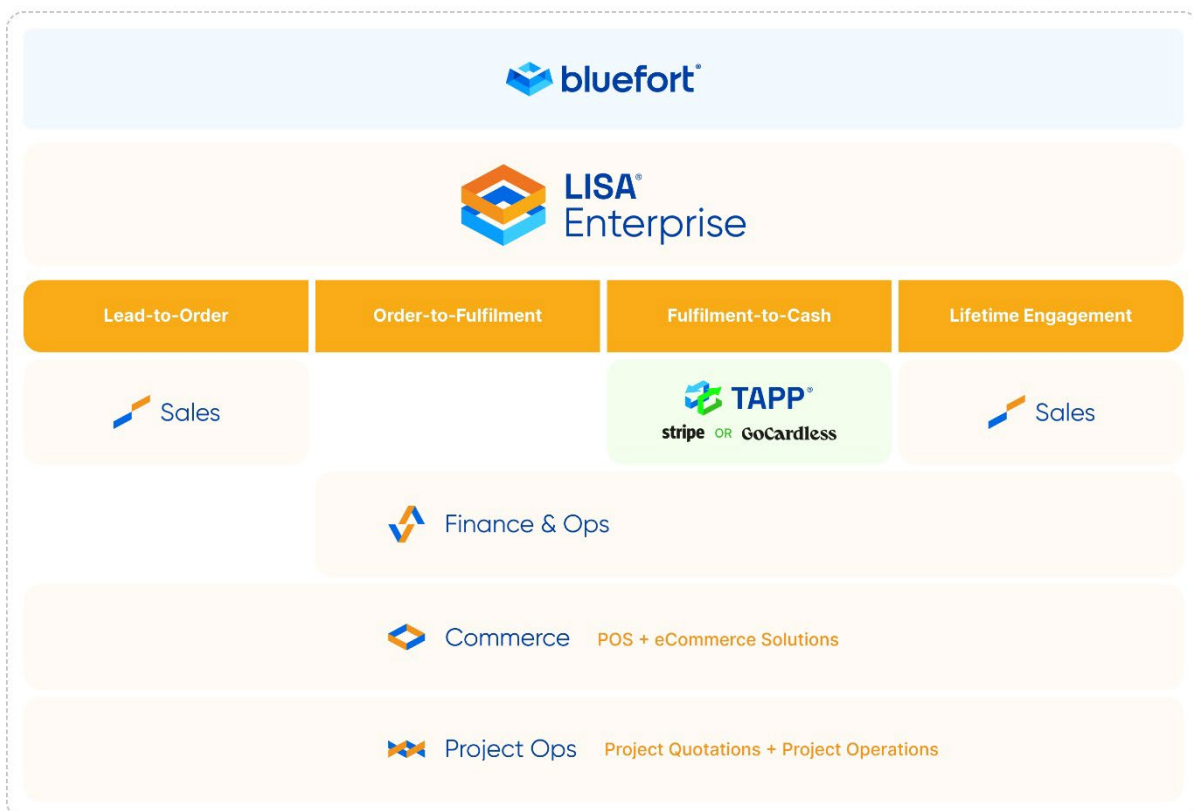 bluefort®
LISA®
Enterprise
Lead-to-Order
Order-to-Fulfilment
Fulfilment-to-Cash
Lifetime Engagement
Sales
TAPP®
stripe OR GoCardless
Sales
Finance & Ops
Commerce POS + eCommerce Solutions
Project Ops Project Quotations + Project Operations